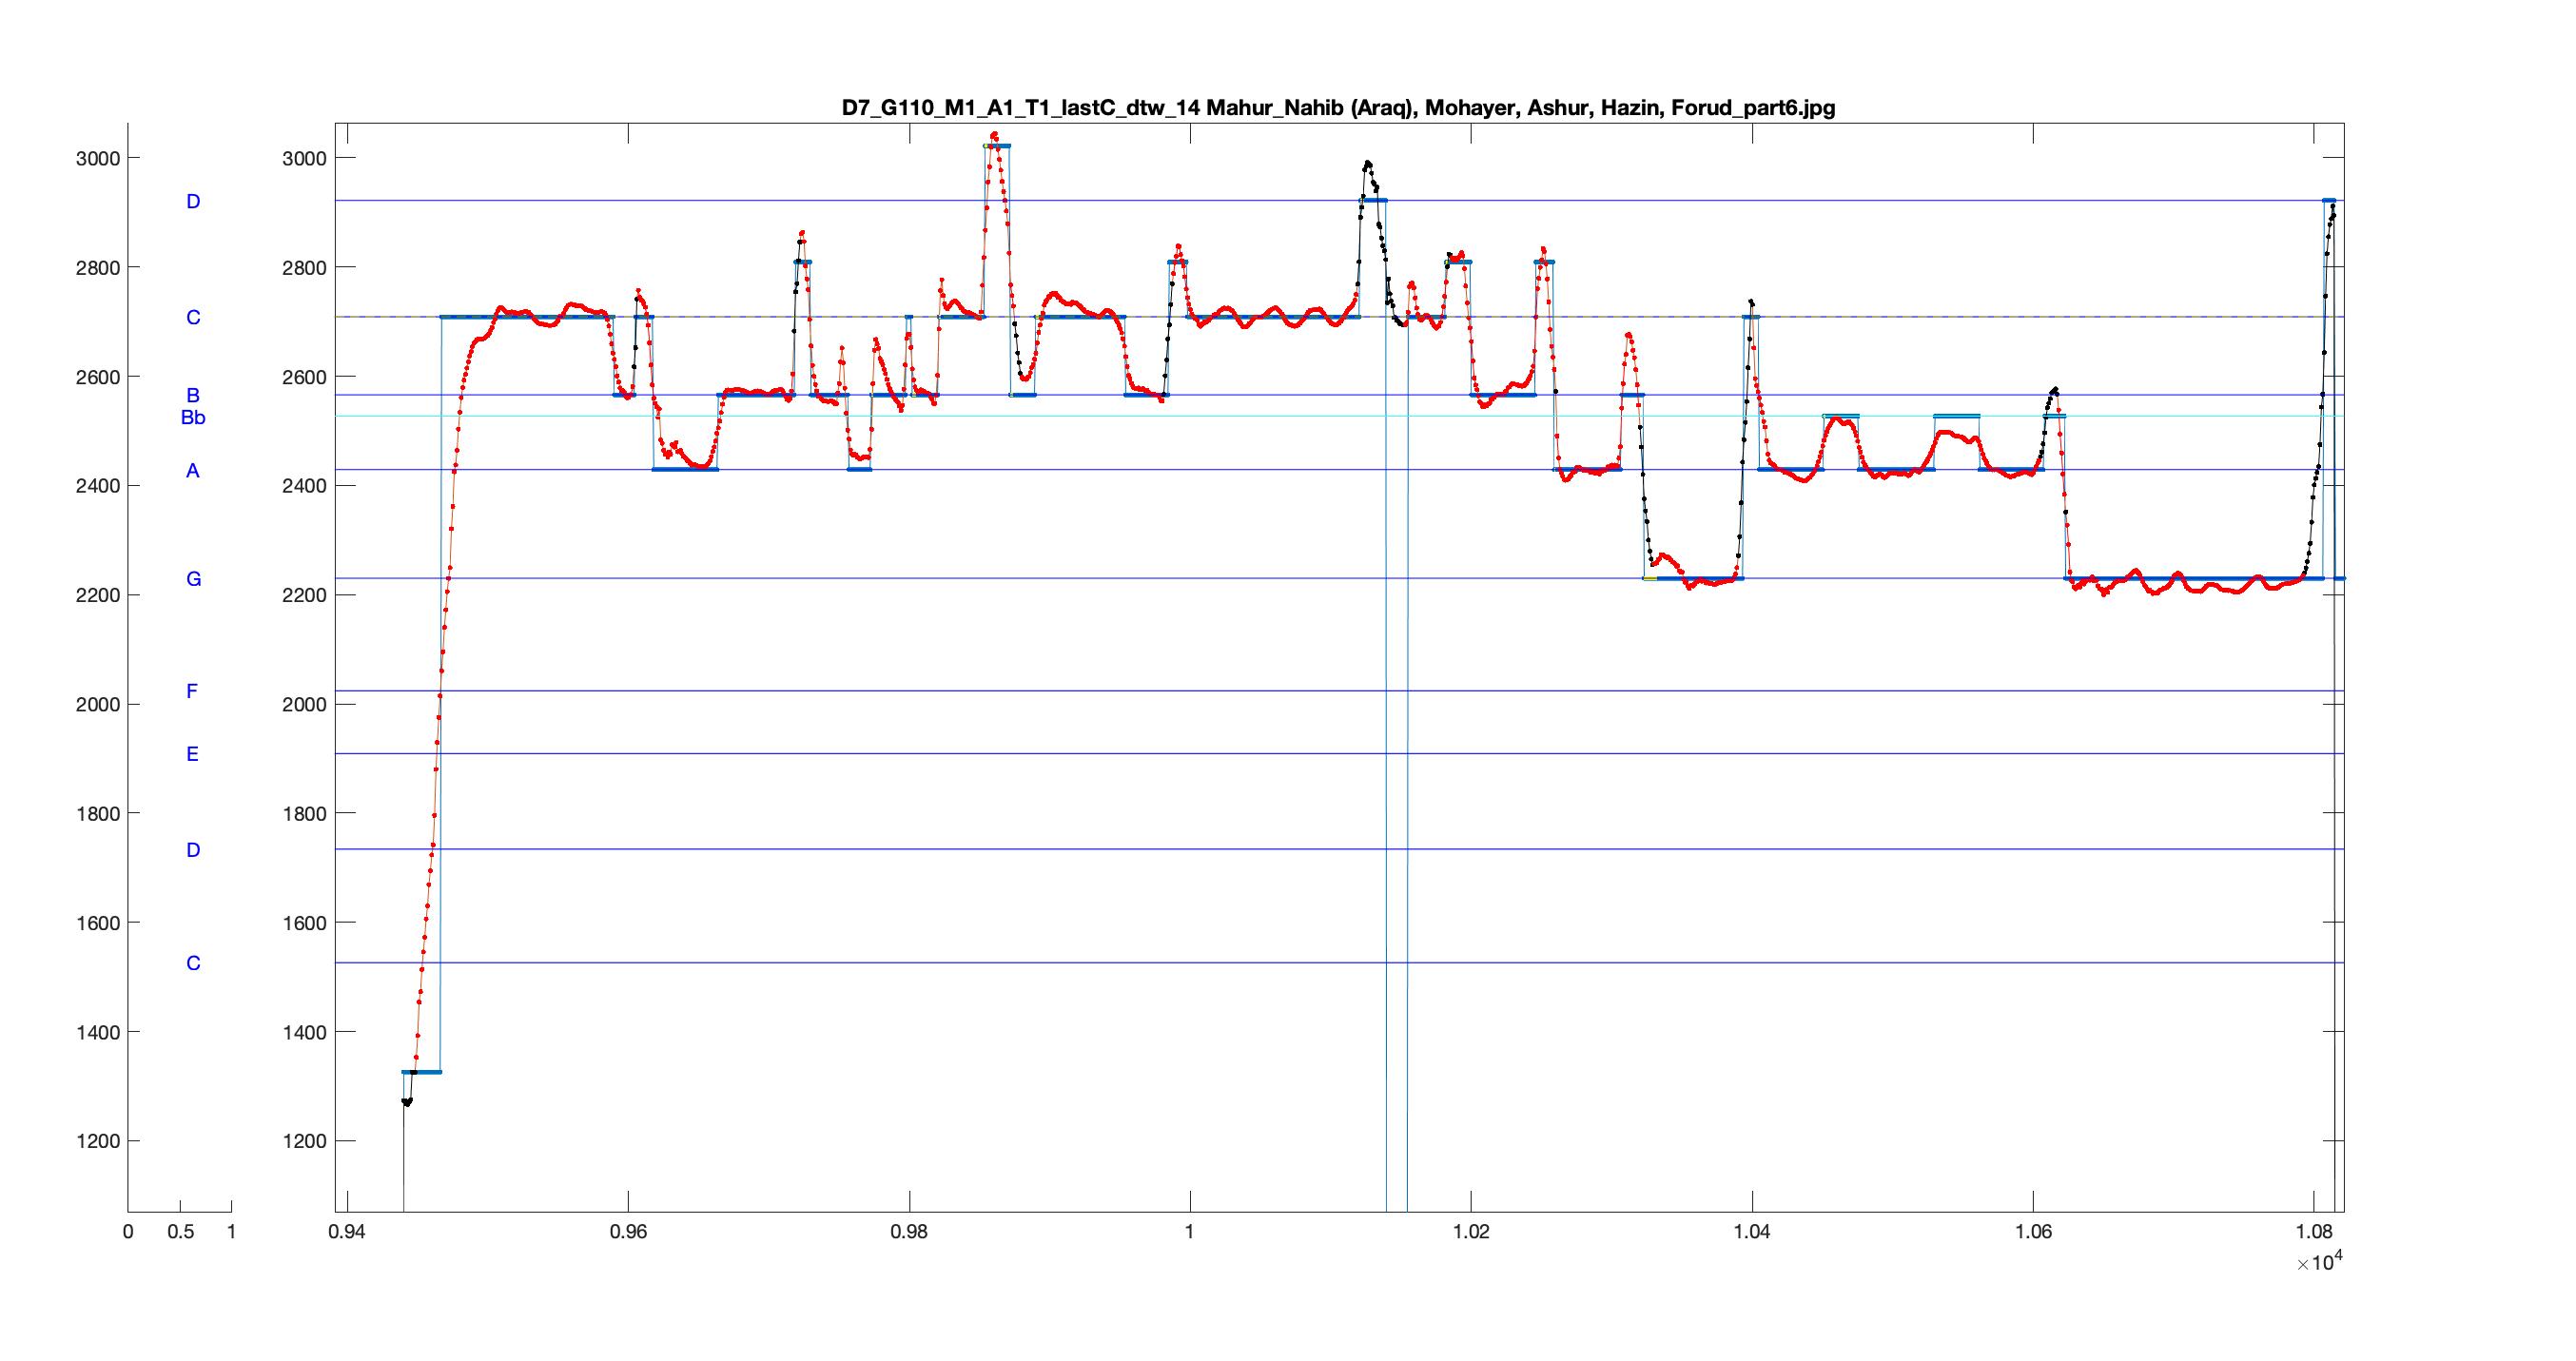 D7_G110_M1_A1_T1_lastC_dtw_14 Mahur_Nahib (Araq), Mohayer, Ashur, Hazin, Forud_part6.jpg
3000 3000
D
2800 2800
C
2600 2600
B
Bb
A
2400 2400
G
2200 2200
F
2000 2000
E
1800 1800
D
1600 1600
C
1400 1400
1200 1200
0 0.5 1 0.94 0.96 0.98 1 1.02 1.04 1.06 1.08
×10⁴